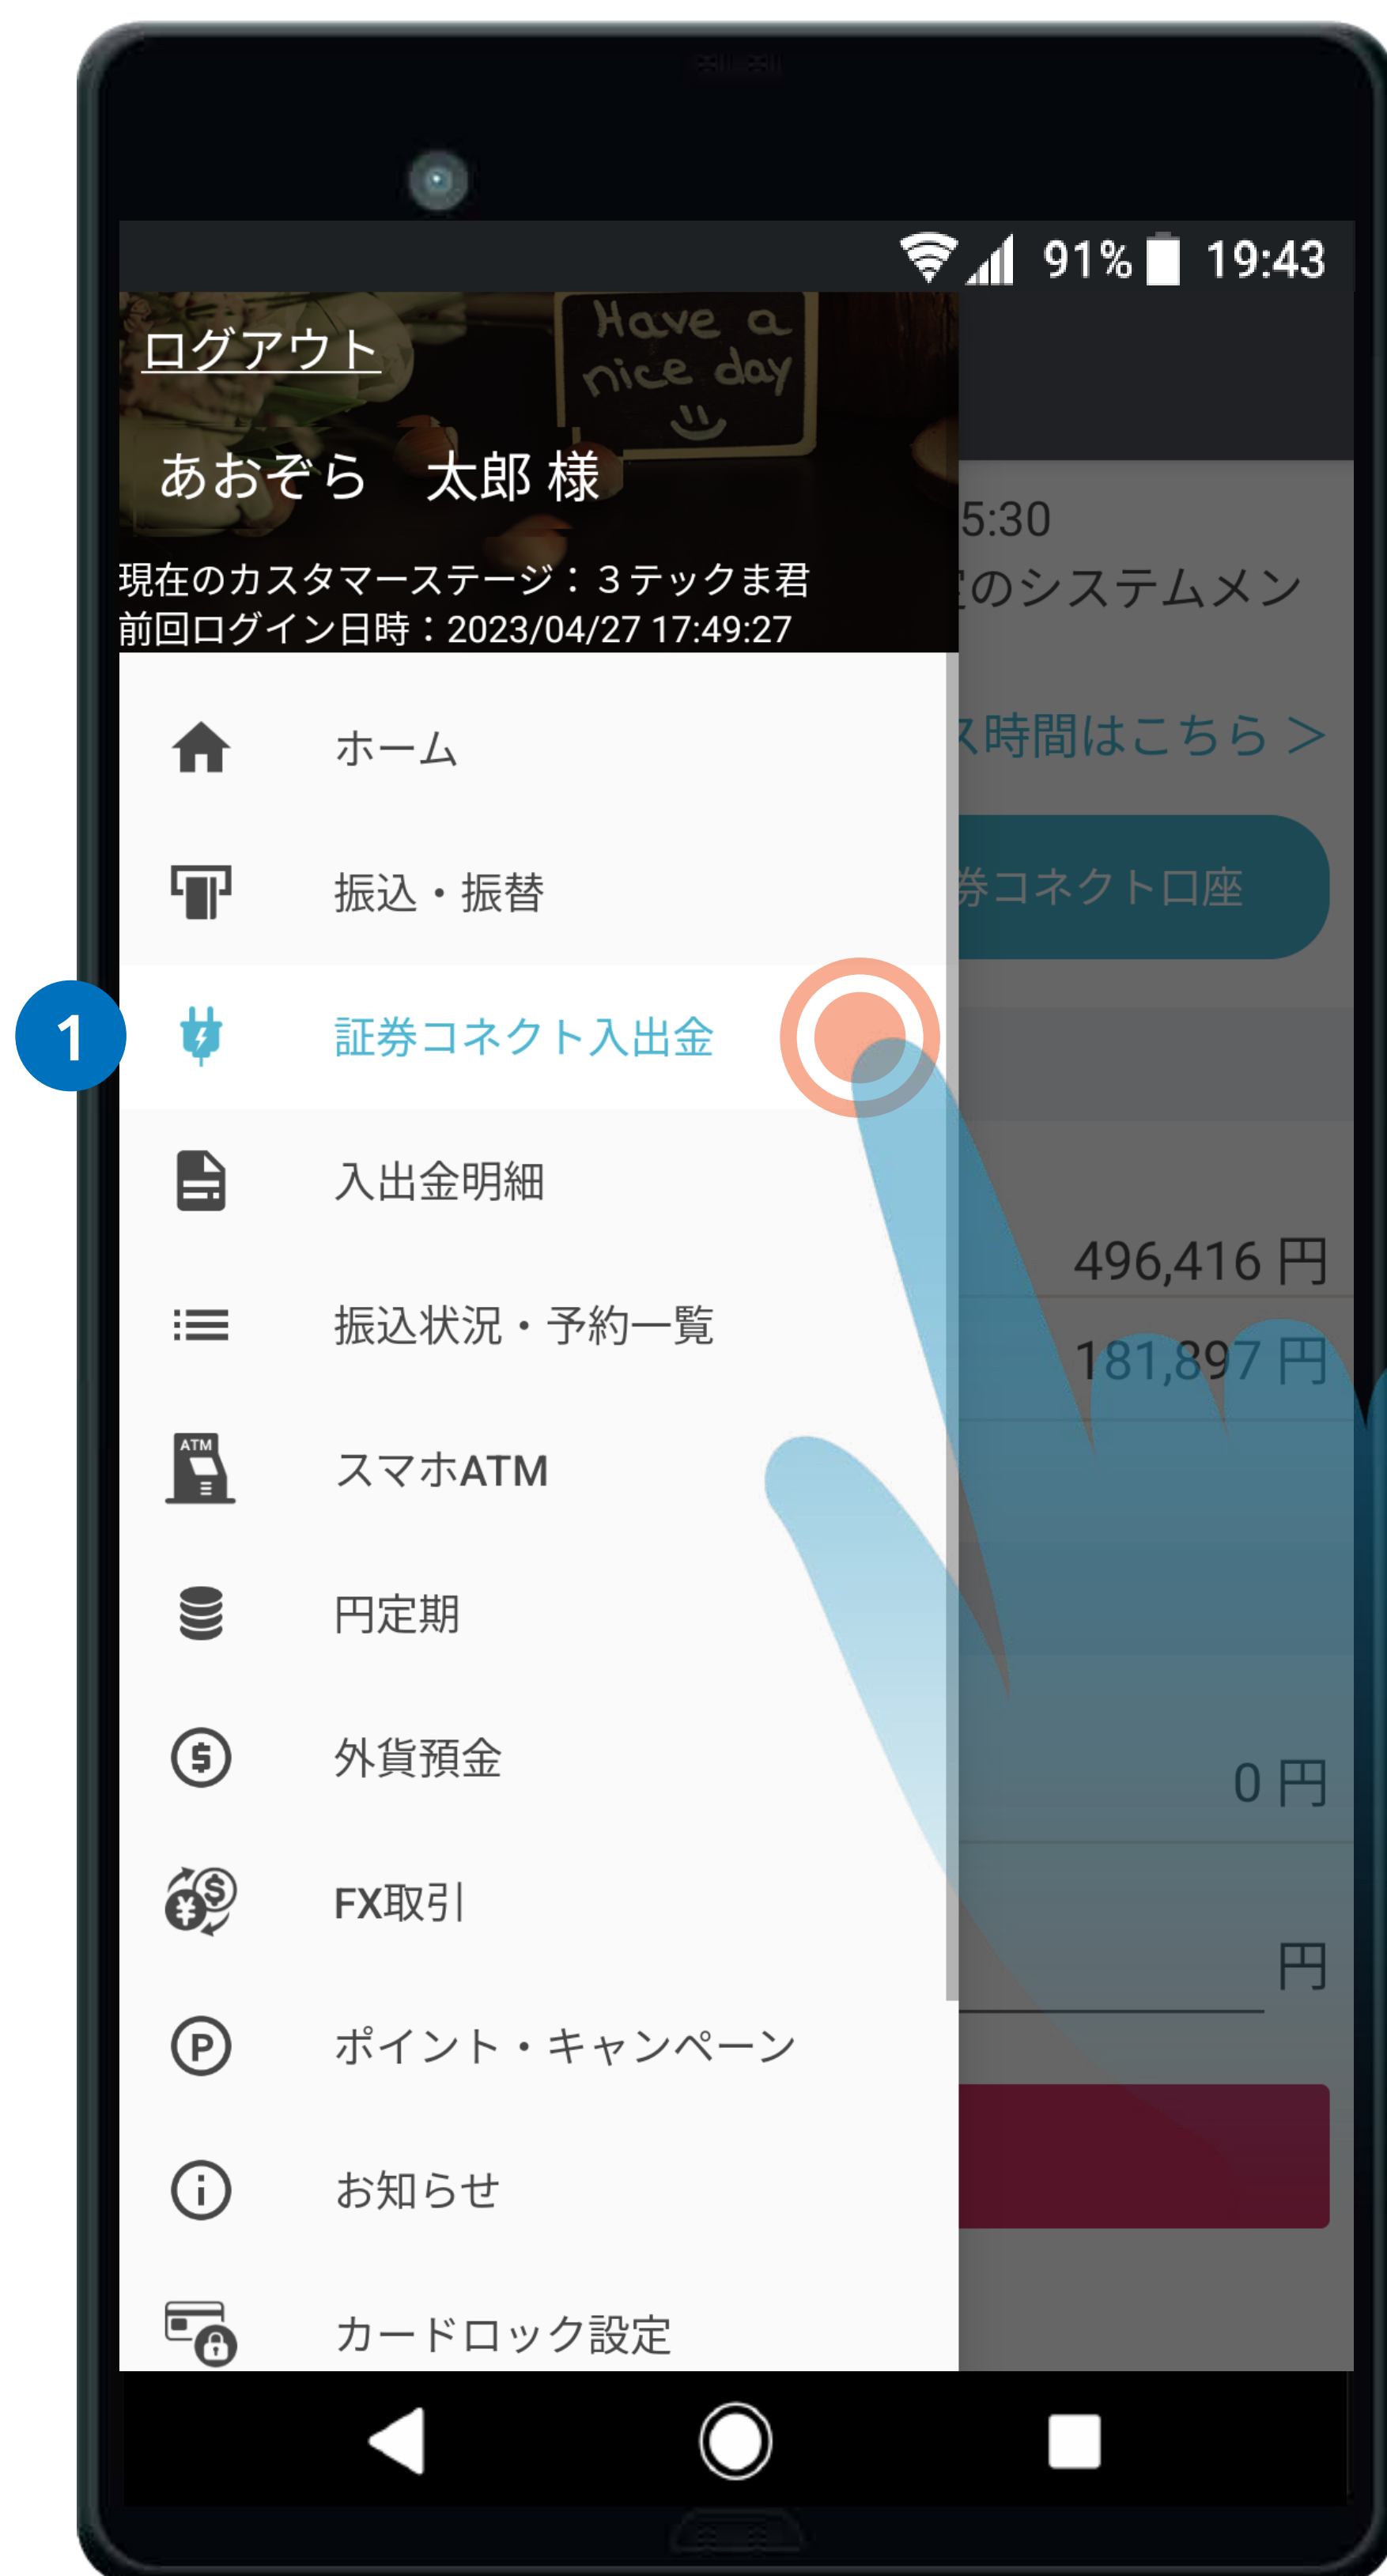 91% 19:43
ログアウト
Have a
nice day
あおぞら 太郎 様
現在のカスタマーステージ：３テックま君
前回ログイン日時：2023/04/27 17:49:27
5:30
のシステムメン
ス時間はこちら ＞
券コネクト口座
496,416 円
181,897 円
0 円
円
ホーム
振込・振替
1
証券コネクト入出金
入出金明細
振込状況・予約一覧
ATM
スマホATM
円定期
外貨預金
FX取引
P
ポイント・キャンペーン
お知らせ
カードロック設定